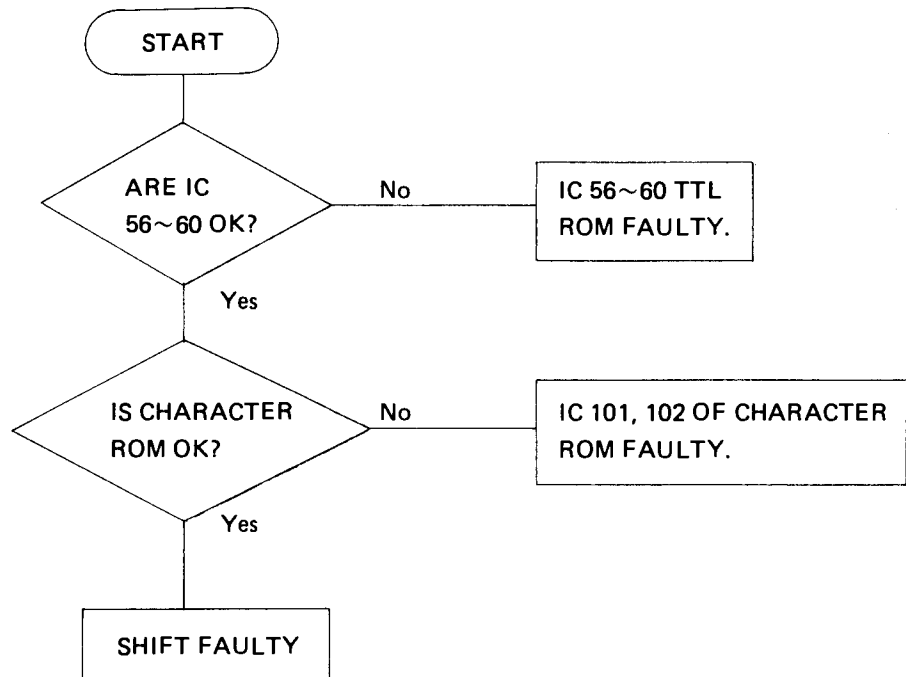 START
ARE IC
56~60 OK?
No
IC 56~60 TTL
ROM FAULTY.
Yes
IS CHARACTER
ROM OK?
No
IC 101, 102 OF CHARACTER
ROM FAULTY.
Yes
SHIFT FAULTY